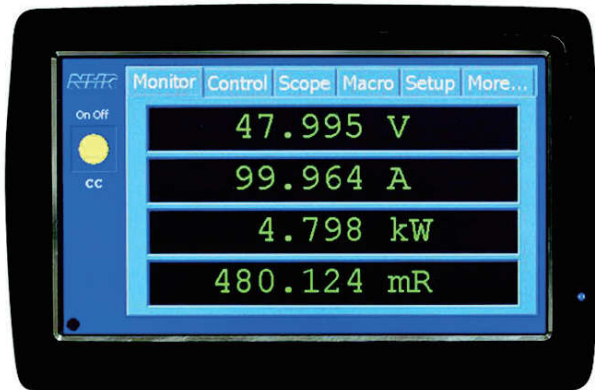 NHR
Monitor Control Scope Macro Setup More...
On Off
CC
47.995 V
99.964 A
4.798 kW
480.124 mR